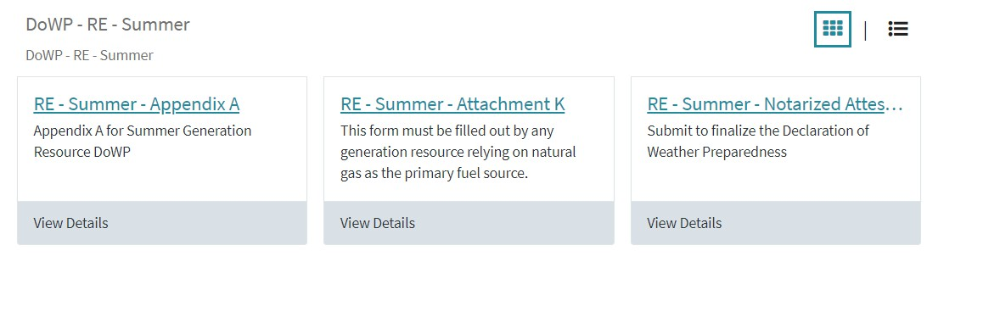 DoWP - RE - Summer
|
DoWP - RE - Summer
RE - Summer - Appendix A
Appendix A for Summer Generation
Resource DoWP
View Details
RE - Summer - Attachment K
This form must be filled out by any
generation resource relying on natural
gas as the primary fuel source.
View Details
RE - Summer - Notarized Attes...
Submit to finalize the Declaration of
Weather Preparedness
View Details